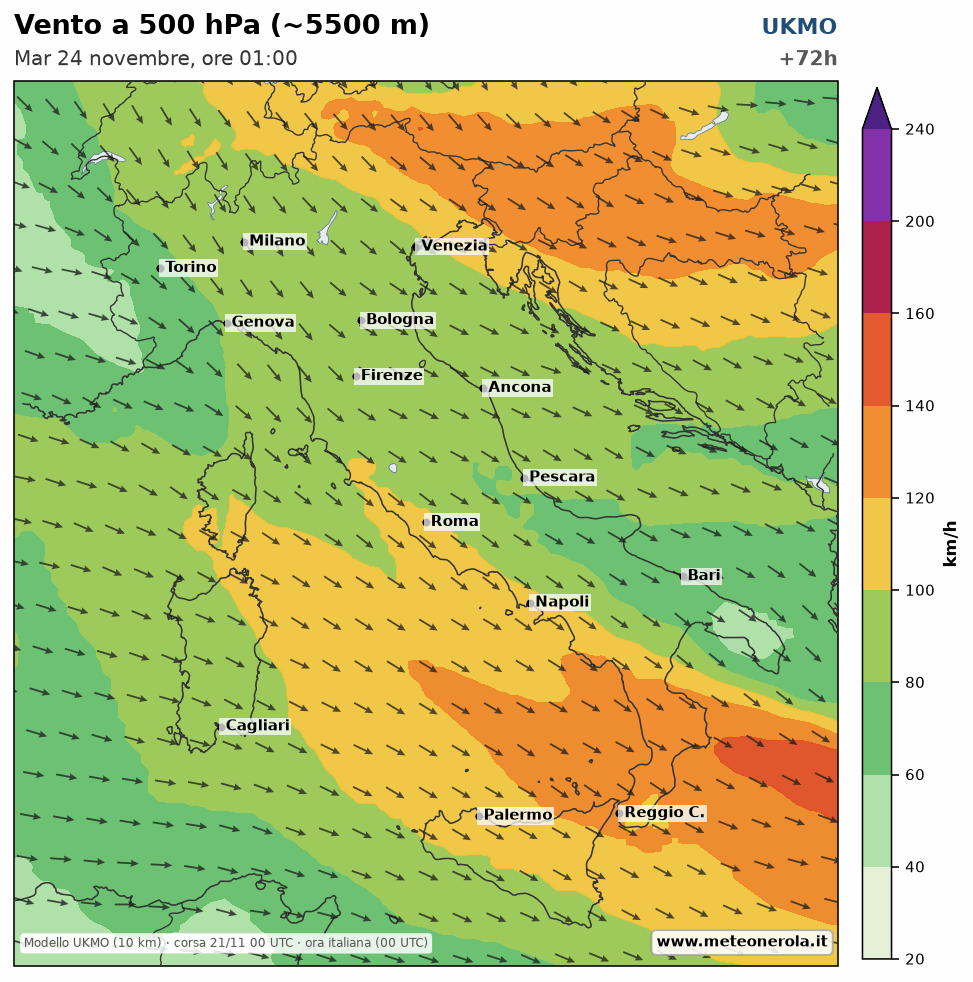 Vento a 500 hPa (~5500 m)
UKMO
Mar 24 novembre, ore 01:00
+72h
Milano
Venezia
Torino
Genova
Bologna
Firenze
Ancona
Pescara
Roma
Bari
Napoli
Cagliari
Palermo
Reggio C.
240
200
160
140
120
100
80
60
40
20
km/h
Modello UKMO (10 km) · corsa 21/11 00 UTC · ora italiana (00 UTC)
www.meteonerola.it